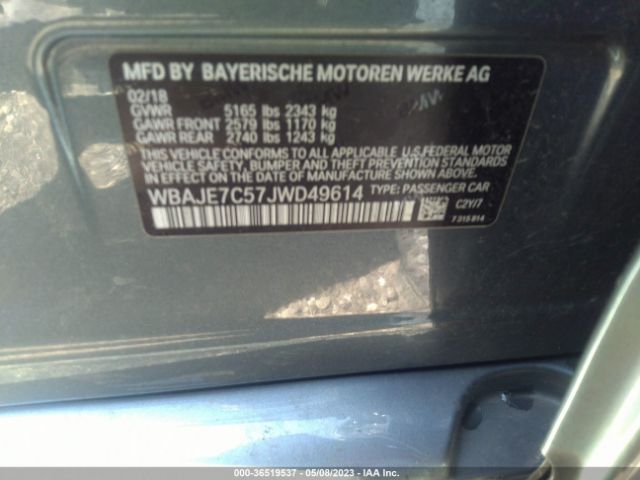 MFD BY BAYERISCHE MOTOREN WERKE AG
02/18
GVWR 5165 lbs 2343 kg
GAWR FRONT 2579 lbs 1170 kg
GAWR REAR 2740 lbs 1243 kg
THIS VEHICLE CONFORMS TO ALL APPLICABLE U.S. FEDERAL MOTOR
VEHICLE SAFETY, BUMPER AND THEFT PREVENTION STANDARDS
IN EFFECT ON THE DATE OF MANUFACTURE SHOWN ABOVE.
WBAJE7C57JWD49614 TYPE: PASSENGER CAR
C2Y/7
7 315 814
000-36519537 - 05/08/2023 - IAA Inc.